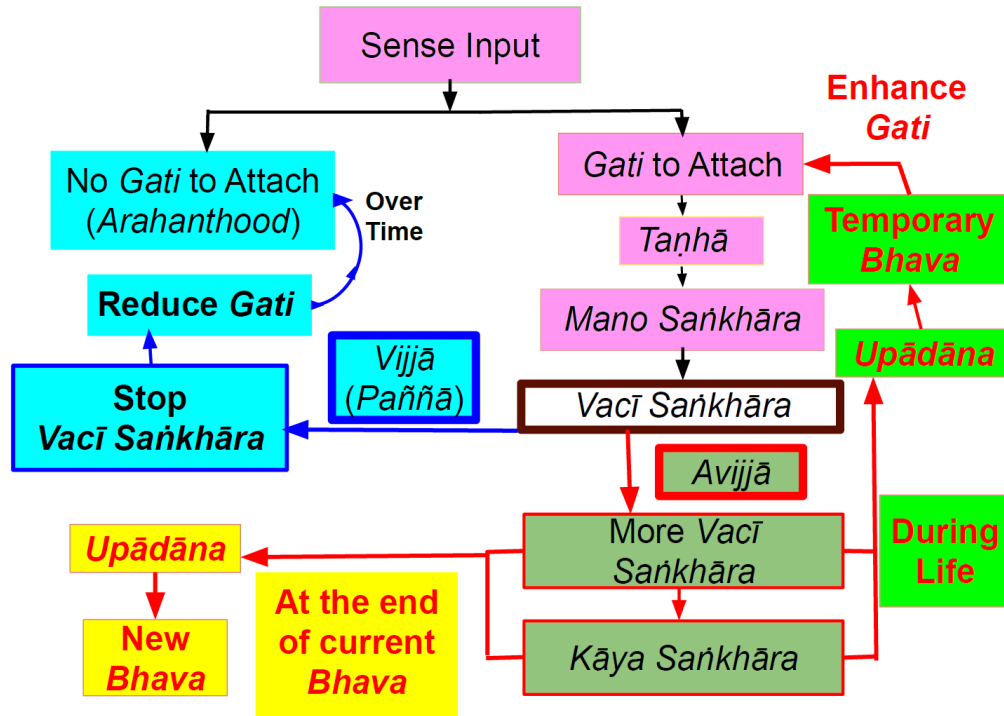 Sense Input
Enhance
Gati
No Gati to Attach
(Arahanthood)
Over
Time
Gati to Attach
Temporary
Bhava
Taṇhā
Reduce Gati
Mano Saṅkhāra
Upādāna
Vijjā
(Paññā)
Stop
Vacī Saṅkhāra
Vacī Saṅkhāra
Avijjā
More Vacī
Saṅkhāra
During
Life
Upādāna
At the end
of current
Bhava
New
Bhava
Kāya Saṅkhāra